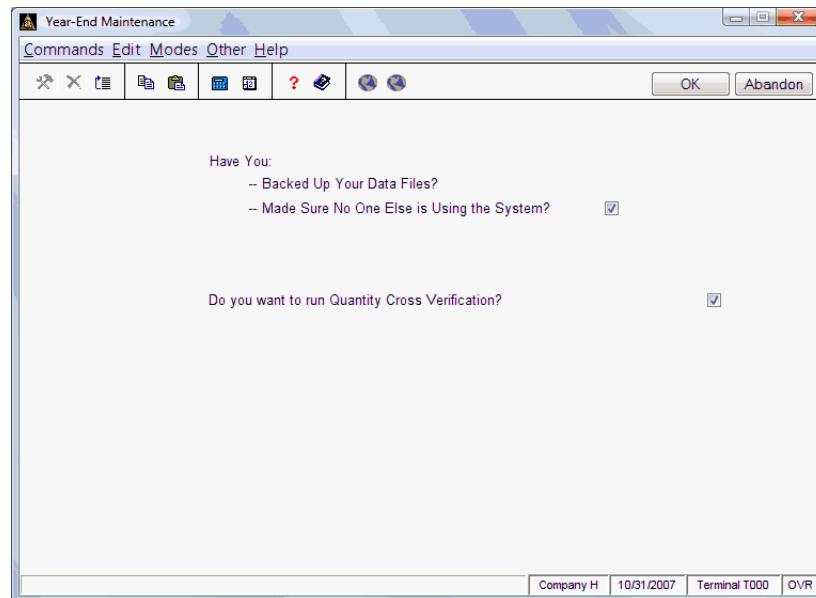 Year-End Maintenance
Commands Edit Modes Other Help
OK Abandon
Have You:
-- Backed Up Your Data Files?
-- Made Sure No One Else is Using the System?
Do you want to run Quantity Cross Verification?
Company H 10/31/2007 Terminal T000 OVR